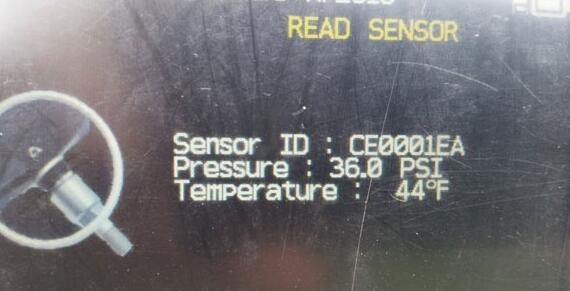 READ SENSOR
Sensor ID : CE0001EA
Pressure : 36.0 PSI
Temperature : 44°F